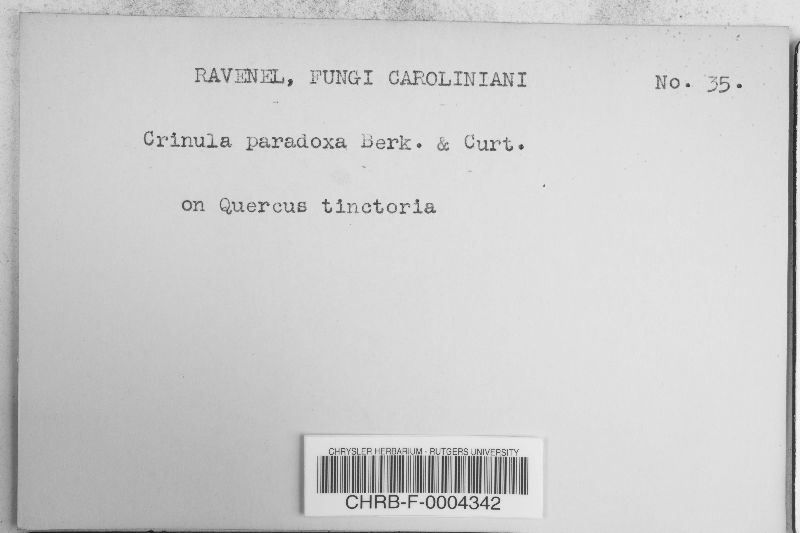 RAVENEL, FUNGI CAROLINIANI No. 35.
Crinula paradoxa Berk. & Curt.
on Quercus tinctoria
CHRYSLER HERBARIUM - RUTGERS UNIVERSITY
CHRB-F-0004342